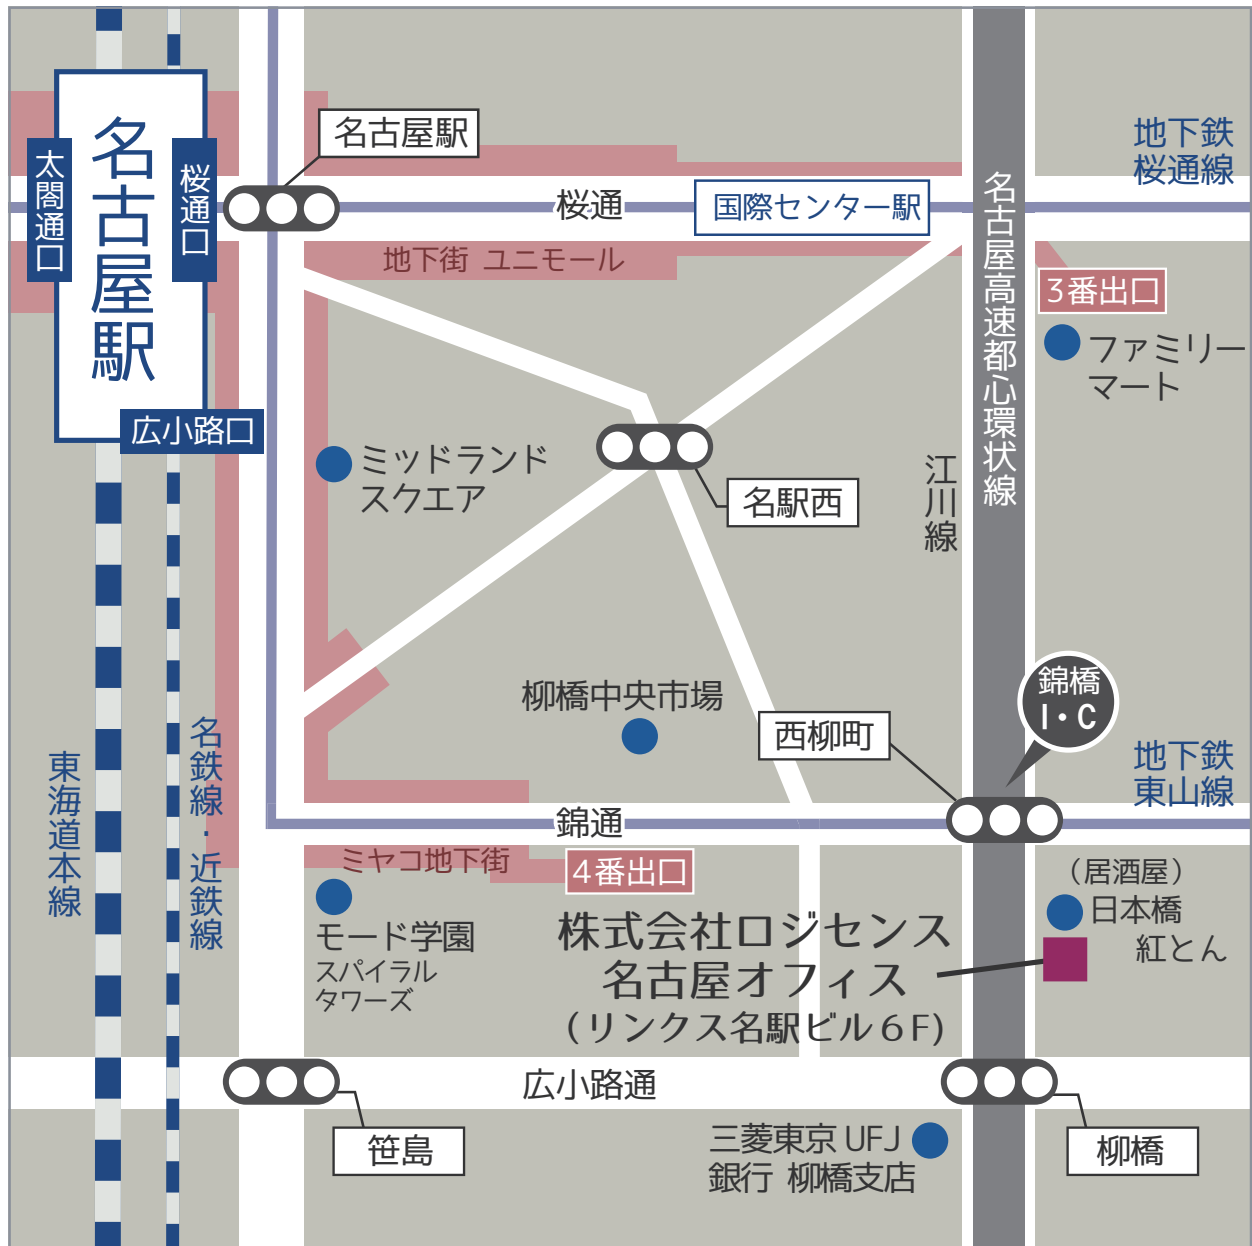 名古屋駅
太閤通口
桜通口
広小路口
名古屋駅
桜通
国際センター駅
地下鉄
桜通線
地下街 ユニモール
名古屋高速都心環状線
3番出口
ファミリー
マート
ミッドランド
スクエア
名駅西
江川線
柳橋中央市場
西柳町
錦橋
I・C
地下鉄
東山線
東海道本線
名鉄線・近鉄線
錦通
ミヤコ地下街
4番出口
モード学園
スパイラル
タワーズ
株式会社ロジセンス
名古屋オフィス
(リンクス名駅ビル6F)
(居酒屋)
日本橋
紅とん
広小路通
笹島
三菱東京UFJ
銀行 柳橋支店
柳橋